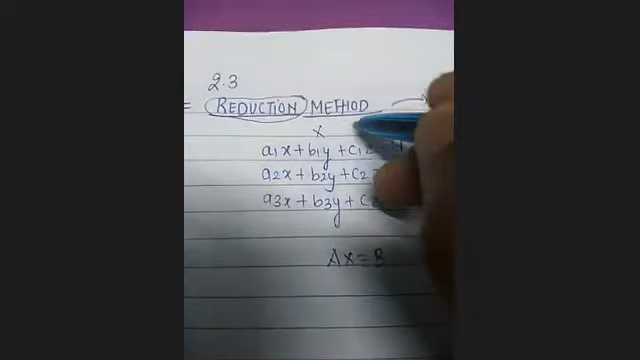 2.3
= REDUCTION METHOD →
x
a1x + b1y + c1z
a2x + b2y + c2
a3x + b3y + c
Ax = B